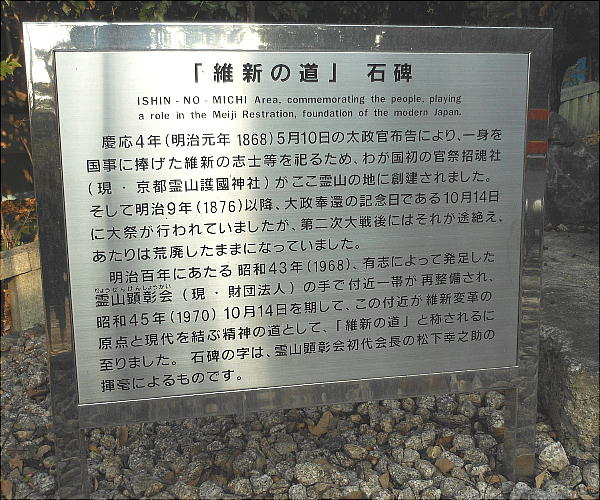 「維新の道」 石碑
ISHIN - NO - MICHI Area, commemorating the people, playing
a role in the Meiji Restration, foundation of the modern Japan.
慶応4年(明治元年 1868)5月10日の太政官布告により、一身を
国事に捧げた維新の志士等を祀るため、わが国初の官祭招魂社
(現・京都霊山護國神社)がここ霊山の地に創建されました。
そして明治9年(1876)以降、大政奉還の記念日である10月14日
に大祭が行われていましたが、第二次大戦後にはそれが途絶え、
あたりは荒廃したままになっていました。
明治百年にあたる 昭和43年(1968)、有志によって発足した
りょうぜんけんしょうかい
霊山顕彰会(現・財団法人)の手で付近一帯が再整備され、
昭和45年(1970)10月14日を期して、この付近が維新変革の
原点と現代を結ぶ精神の道として、「維新の道」と称されるに
至りました。 石碑の字は、霊山顕彰会初代会長の松下幸之助の
揮毫によるものです。